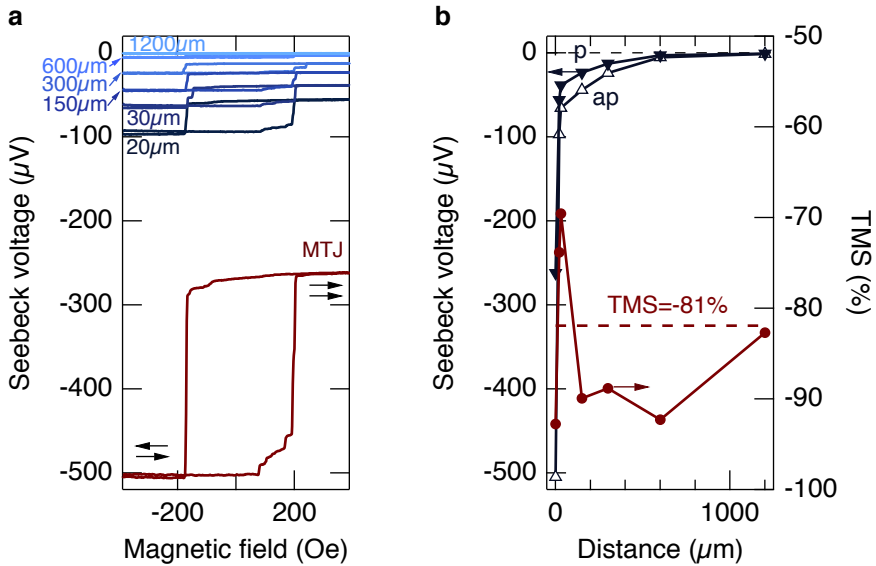 a
0
-100
-200
-300
-400
-500
Seebeck voltage (µV)
1200µm
600µm
300µm
150µm
30µm
20µm
MTJ
-200
200
Magnetic field (Oe)
b
0
-100
-200
-300
-400
-500
Seebeck voltage (µV)
p
ap
TMS=-81%
-50
-60
-70
-80
-90
-100
TMS (%)
0
1000
Distance (µm)